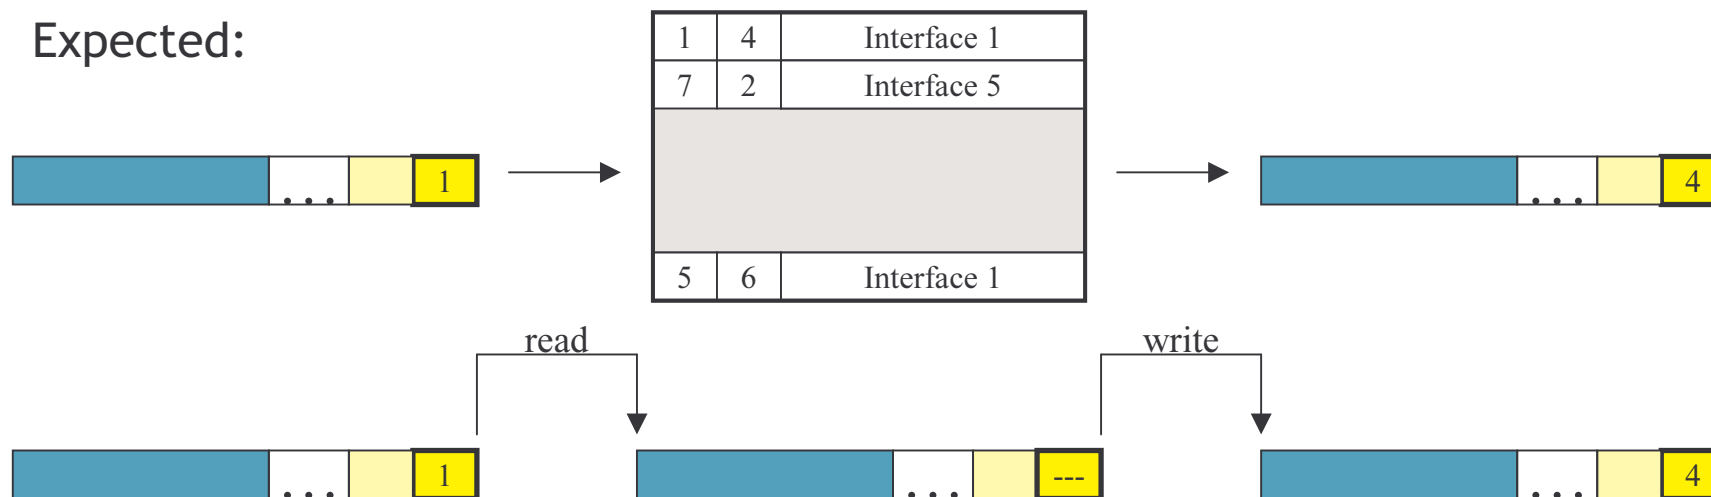 Expected:
1 4 Interface 1
7 2 Interface 5
... 1
... 4
5 6 Interface 1
read write
... 1
... ---
... 4